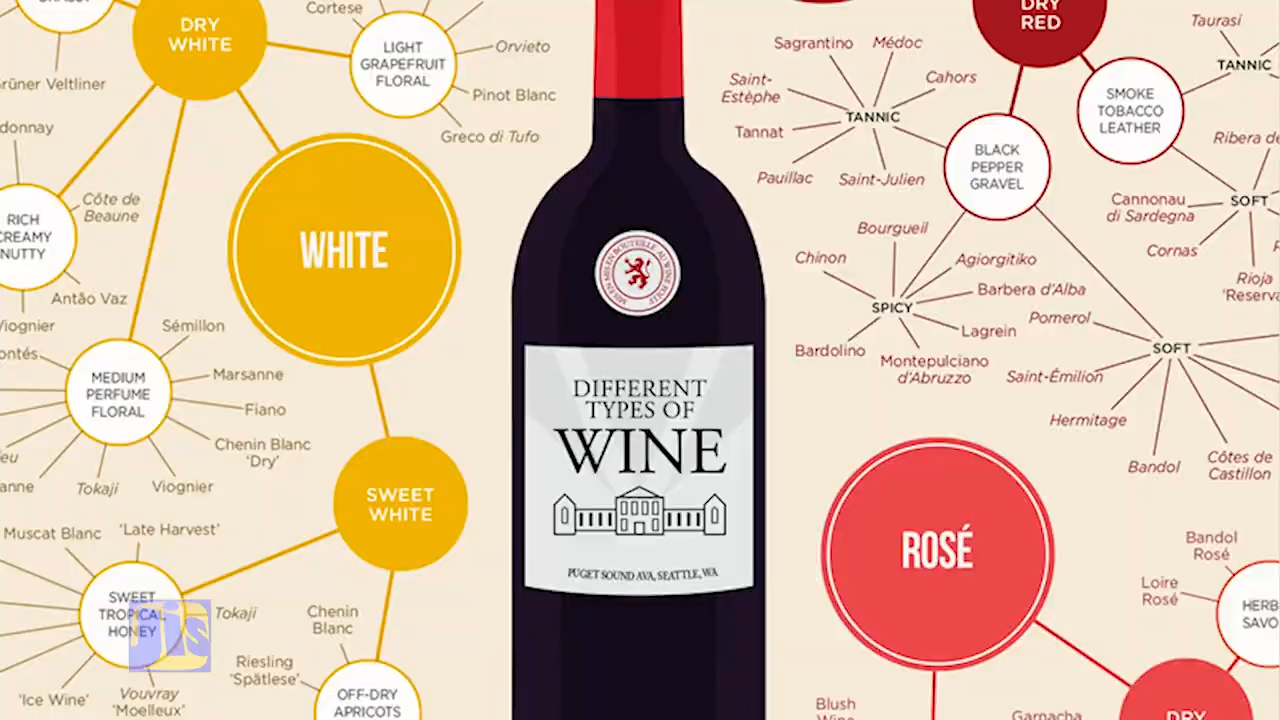 DRY
WHITE
Cortese
LIGHT
GRAPEFRUIT
FLORAL
Orvieto
Pinot Blanc
Greco di Tufo
Côte de
Beaune
RICH
NUTTY
Antão Vaz
WHITE
Sémillon
MEDIUM
PERFUME
FLORAL
Marsanne
Fiano
Chenin Blanc
'Dry'
Viognier
Tokaji
SWEET
WHITE
Muscat Blanc
'Late Harvest'
SWEET
TROPICAL
HONEY
Tokaji
'Ice Wine'
Vouvray
'Moelleux'
Chenin
Blanc
Riesling
'Spätlese'
OFF-DRY
APRICOTS
DIFFERENT
TYPES OF
WINE
PUGET SOUND AVA, SEATTLE, WA
DRY
RED
Sagrantino
Médoc
Saint-
Estèphe
Cahors
TANNIC
Tannat
Pauillac
Saint-Julien
BLACK
PEPPER
GRAVEL
SMOKE
TOBACCO
LEATHER
Taurasi
TANNIC
Ribera de
Cannonau
di Sardegna
SOFT
Cornas
Rioja
Bourgueil
Chinon
Agiorgitiko
Barbera d'Alba
SPICY
Lagrein
Bardolino
Montepulciano
d'Abruzzo
Pomerol
SOFT
Saint-Émilion
Hermitage
Bandol
Côtes de
Castillon
ROSÉ
Bandol
Rosé
Loire
Rosé
Blush
Wine
Garnacha
DRY
jis